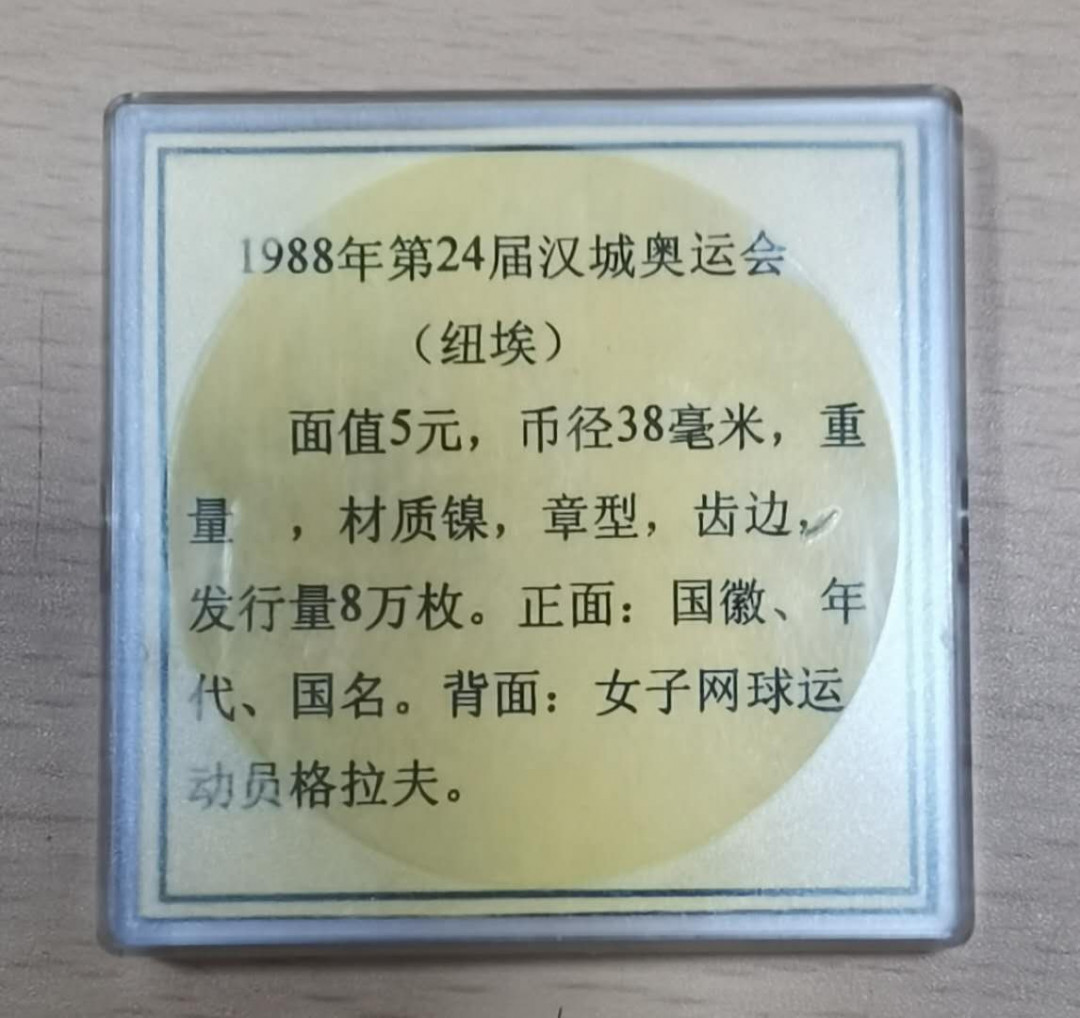 1988年第24届汉城奥运会
（纽埃）
面值5元，币径38毫米，重
量　，材质镍，章型，齿边，
发行量8万枚。正面：国徽、年
代、国名。背面：女子网球运
动员格拉夫。